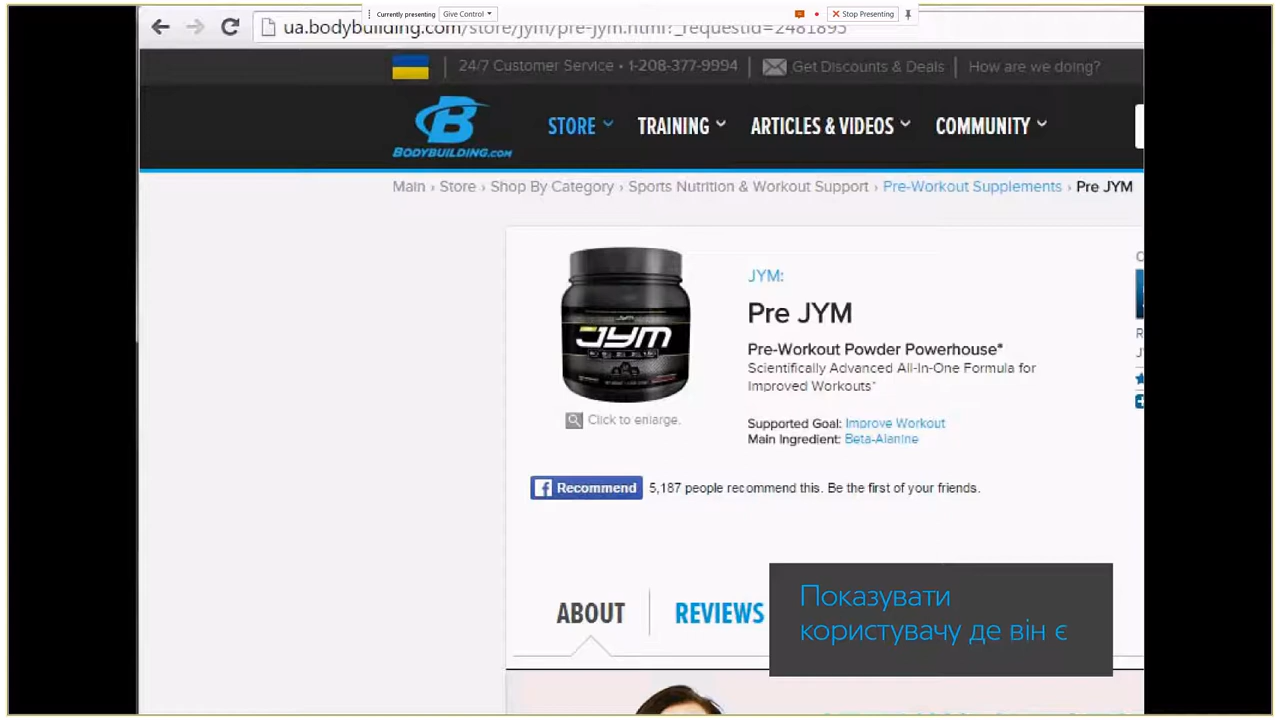 Currently presenting Give Control Stop Presenting
ua.bodybuilding.com/store/jym/pre-jym.html?_requestid=2481895
24/7 Customer Service • 1-208-377-9994 Get Discounts & Deals How are we doing?
BODYBUILDING.COM STORE TRAINING ARTICLES & VIDEOS COMMUNITY
Main › Store › Shop By Category › Sports Nutrition & Workout Support › Pre-Workout Supplements › Pre JYM
JYM
JYM:
Pre JYM
Pre-Workout Powder Powerhouse*
Scientifically Advanced All-In-One Formula for
Improved Workouts*
Click to enlarge.
Supported Goal: Improve Workout
Main Ingredient: Beta-Alanine
Recommend 5,187 people recommend this. Be the first of your friends.
ABOUT REVIEWS
Показувати
користувачу де він є